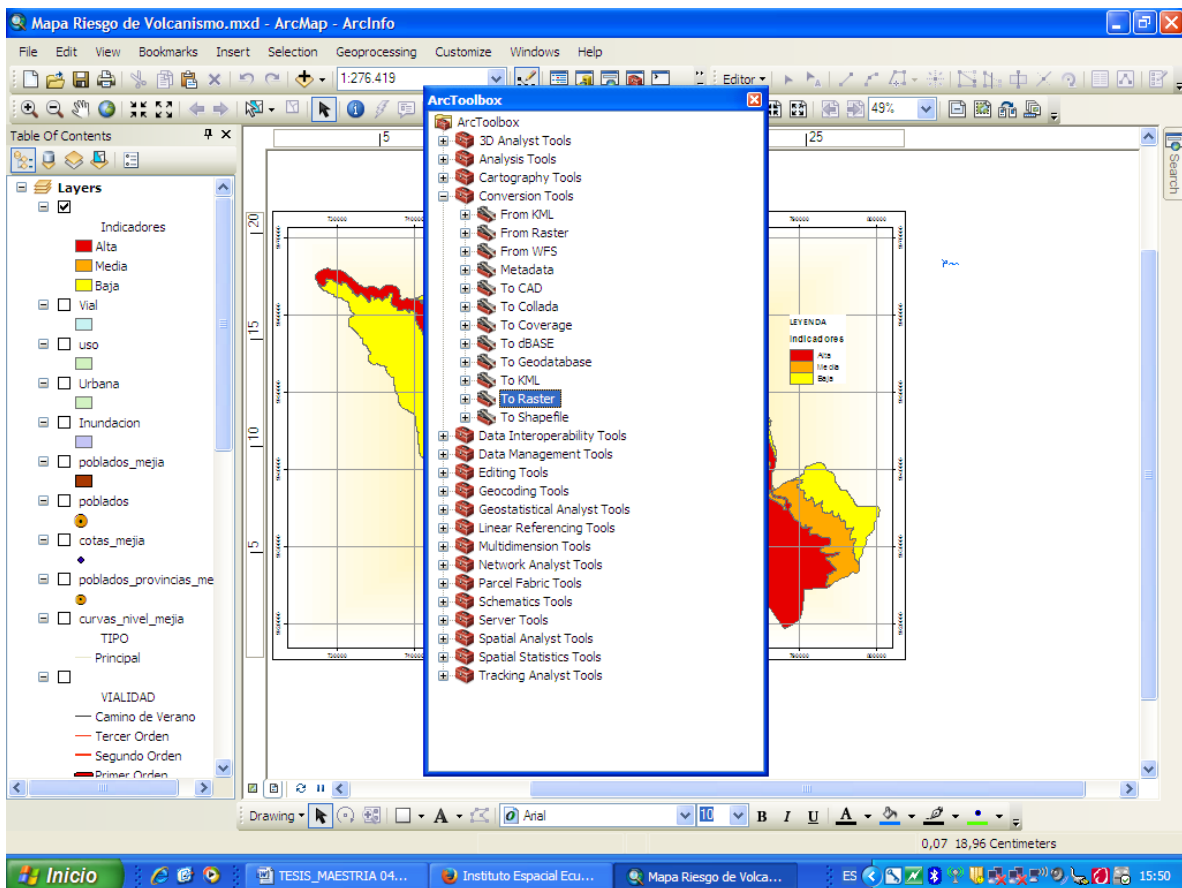 Mapa Riesgo de Volcanismo.mxd - ArcMap - ArcInfo
File Edit View Bookmarks Insert Selection Geoprocessing Customize Windows Help
1:276.419
Editor
49%
Table Of Contents
Layers
Indicadores
Alta
Media
Baja
Vial
uso
Urbana
Inundacion
poblados_mejia
poblados
cotas_mejia
poblados_provincias_me
curvas_nivel_mejia
TIPO
Principal
VIALIDAD
Camino de Verano
Tercer Orden
Segundo Orden
Primer Orden
ArcToolbox
ArcToolbox
3D Analyst Tools
Analysis Tools
Cartography Tools
Conversion Tools
From KML
From Raster
From WFS
Metadata
To CAD
To Collada
To Coverage
To dBASE
To Geodatabase
To KML
To Raster
To Shapefile
Data Interoperability Tools
Data Management Tools
Editing Tools
Geocoding Tools
Geostatistical Analyst Tools
Linear Referencing Tools
Multidimension Tools
Network Analyst Tools
Parcel Fabric Tools
Schematics Tools
Server Tools
Spatial Analyst Tools
Spatial Statistics Tools
Tracking Analyst Tools
5
25
20
15
10
5
LEYENDA
Indicadores
Alta
Media
Baja
Search
Drawing
A
Arial
10
B I U A
0,07 18,96 Centimeters
Inicio
TESIS_MAESTRIA 04...
Instituto Espacial Ecu...
Mapa Riesgo de Volca...
ES
15:50